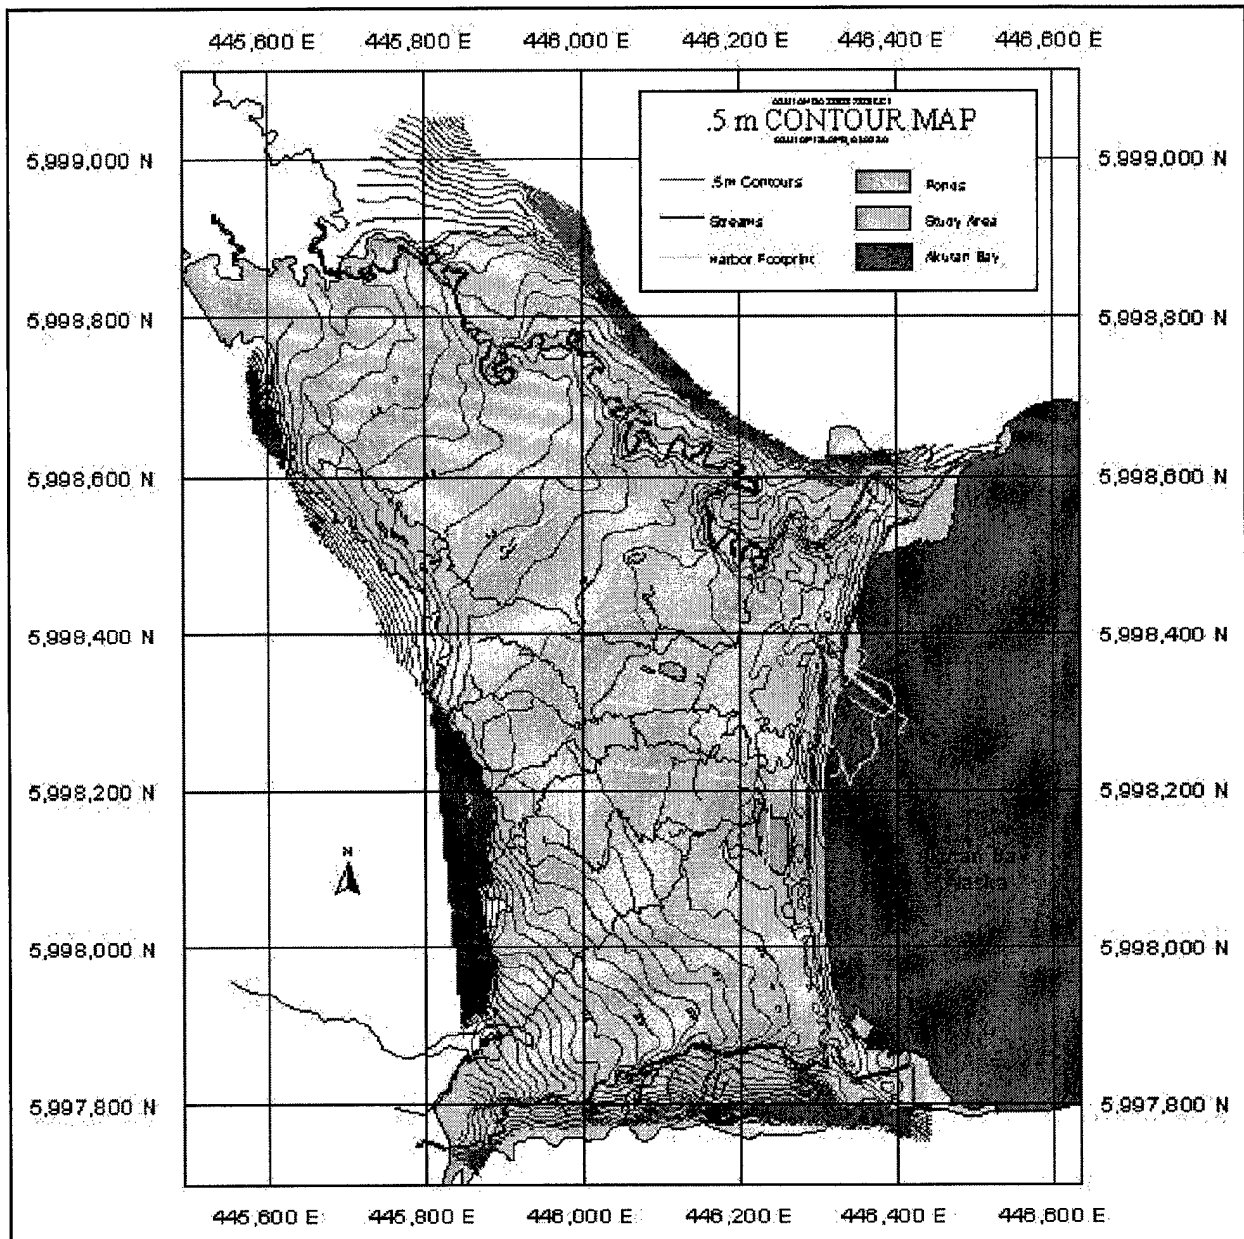 445,600 E 445,800 E 446,000 E 446,200 E 446,400 E 446,600 E
.5 m CONTOUR MAP
.5m Contours
Streams
Harbor Footprint
Ponds
Study Area
Akutan Bay
5,999,000 N 5,999,000 N
5,998,800 N 5,998,800 N
5,998,600 N 5,998,600 N
5,998,400 N 5,998,400 N
5,998,200 N 5,998,200 N
N
Akutan Bay
Alaska
5,998,000 N 5,998,000 N
5,997,800 N 5,997,800 N
445,600 E 445,800 E 446,000 E 446,200 E 446,400 E 446,600 E